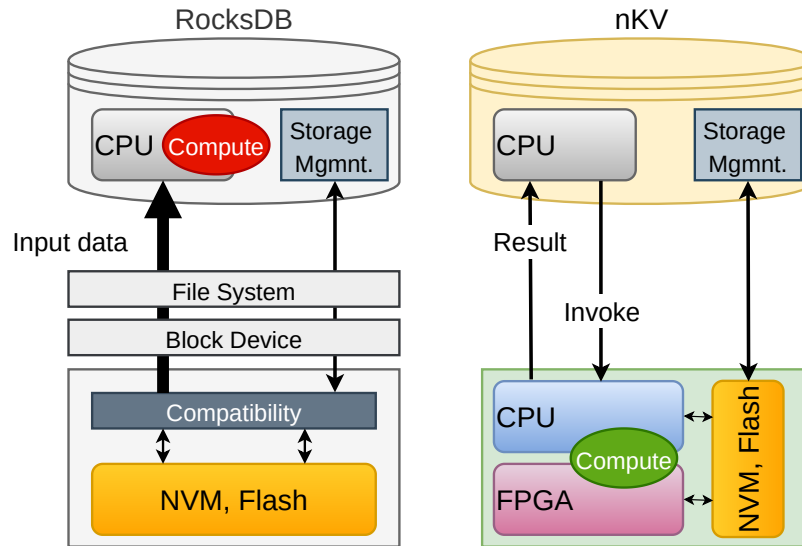 RocksDB
CPU
Compute
Storage
Mgmnt.
Input data
File System
Block Device
Compatibility
NVM, Flash
nKV
CPU
Storage
Mgmnt.
Result
Invoke
CPU
Compute
FPGA
NVM, Flash